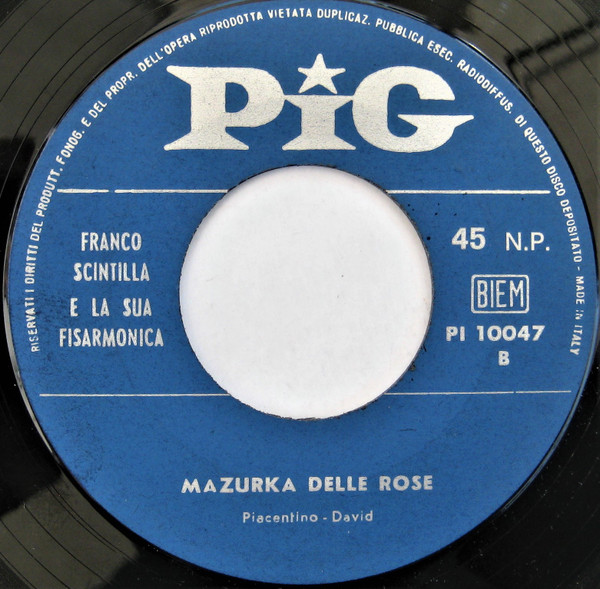 RISERVATI I DIRITTI DEL PRODUTT. FONOG. E DEL PROPR. DELL'OPERA RIPRODOTTA VIETATA DUPLICAZ. PUBBLICA ESEC. RADIODIFFUS. DI QUESTO DISCO DEPOSITATO - MADE IN ITALY
PiG
FRANCO
SCINTILLA
E LA SUA
FISARMONICA
45 N.P.
BIEM
PI 10047
B
MAZURKA DELLE ROSE
Piacentino - David